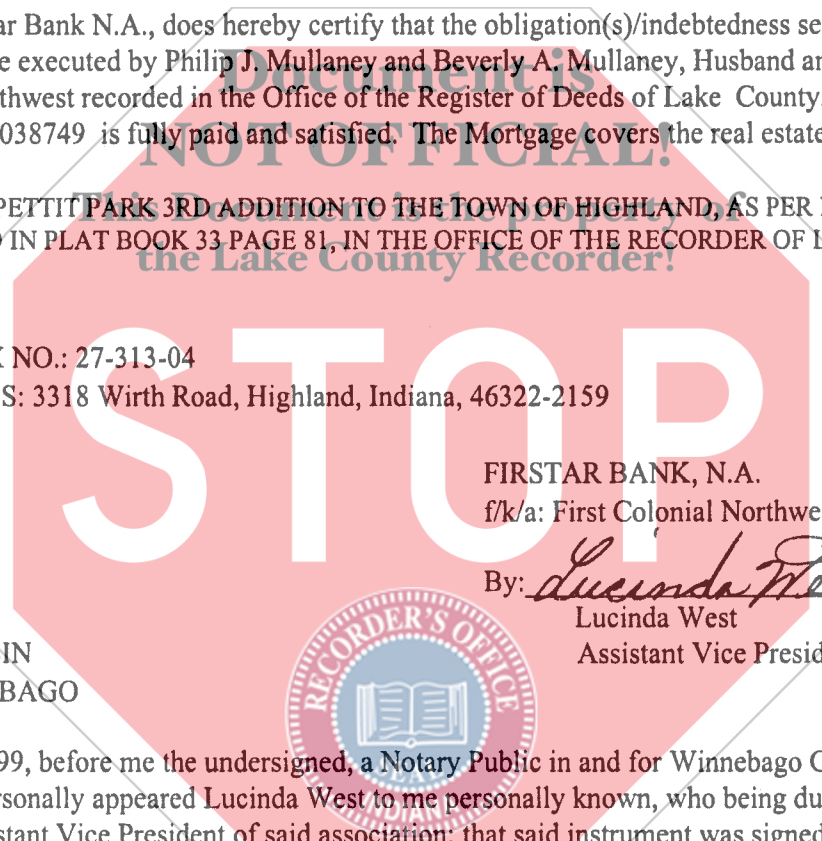 ar Bank N.A., does hereby certify that the obligation(s)/indebtedness se
e executed by Philip J. Mullaney and Beverly A. Mullaney, Husband an
Document is
thwest recorded in the Office of the Register of Deeds of Lake County,
038749 is fully paid and satisfied. The Mortgage covers the real estate
NOT OFFICIAL!
PETTIT PARK 3RD ADDITION TO THE TOWN OF HIGHLAND, AS PER
This Document is the property of
IN PLAT BOOK 33 PAGE 81, IN THE OFFICE OF THE RECORDER OF L
the Lake County Recorder!
NO.: 27-313-04
S: 3318 Wirth Road, Highland, Indiana, 46322-2159
STOP
FIRSTAR BANK, N.A.
f/k/a: First Colonial Northwe
By: Lucinda We
Lucinda West
Assistant Vice Presid
IN
BAGO
RECORDER'S OFFICE
SEAL
INDIANA
99, before me the undersigned, a Notary Public in and for Winnebago C
rsonally appeared Lucinda West to me personally known, who being du
stant Vice President of said association; that said instrument was signed